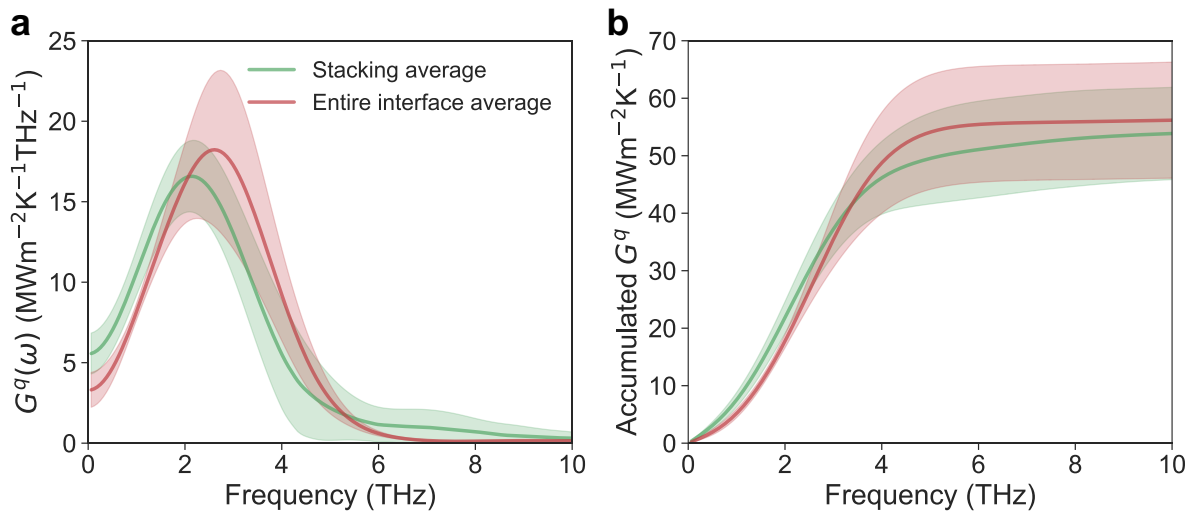 a
25
20
15
10
5
0
0 2 4 6 8 10
G^q(ω) (MWm⁻²K⁻¹THz⁻¹)
Frequency (THz)
Stacking average
Entire interface average
b
70
60
50
40
30
20
10
0
0 2 4 6 8 10
Accumulated G^q (MWm⁻²K⁻¹)
Frequency (THz)